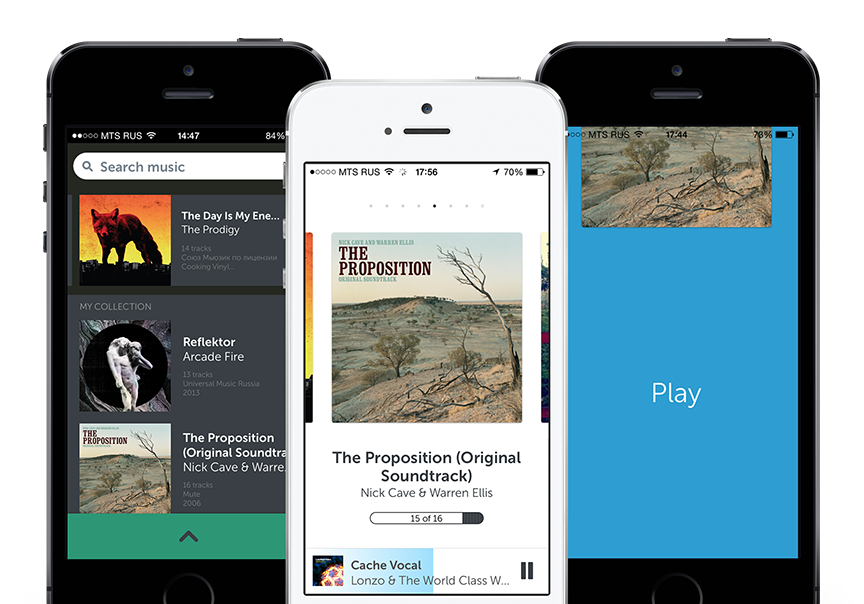 ●●○○○ MTS RUS 14:47 84%
Search music
The Day Is My Ene...
The Prodigy
14 tracks
Союз Мьюзик по лицензии
Cooking Vinyl...
MY COLLECTION
Reflektor
Arcade Fire
13 tracks
Universal Music Russia
2013
THE
PROPOSITION
The Proposition
(Original Soundtra
Nick Cave & Warre.
16 tracks
Mute
2006
●○○○○ MTS RUS 17:56 70%
NICK CAVE AND WARREN ELLIS
THE
PROPOSITION
ORIGINAL SOUNDTRACK
The Proposition (Original
Soundtrack)
Nick Cave & Warren Ellis
15 of 16
Cache Vocal
Lonzo & The World Class W...
○○○ MTS RUS 17:44 73%
Play